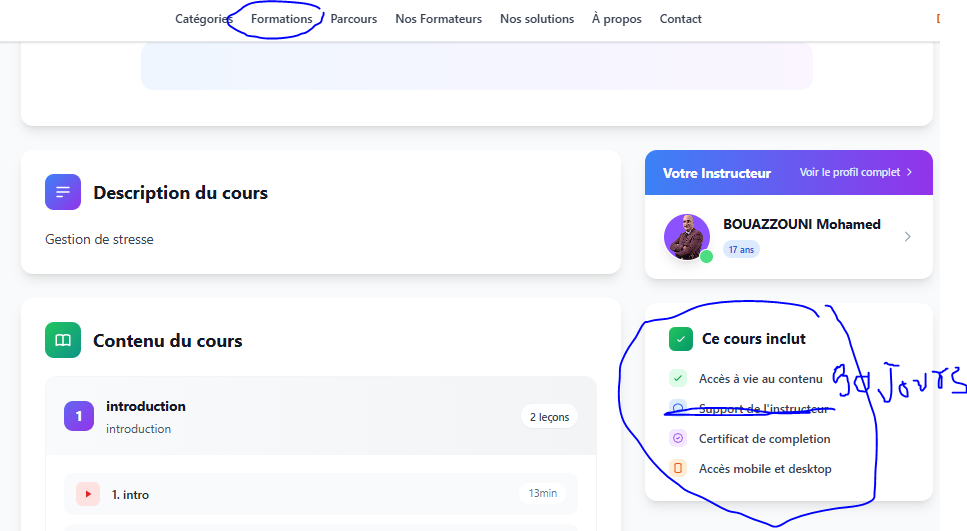 Catégories Formations Parcours Nos Formateurs Nos solutions À propos Contact
Description du cours
Gestion de stresse
Votre Instructeur Voir le profil complet
BOUAZZOUNI Mohamed
17 ans
Contenu du cours
1 introduction 2 leçons
introduction
1. intro 13min
Ce cours inclut
Accès à vie au contenu jours
Support de l'instructeur
Certificat de completion
Accès mobile et desktop